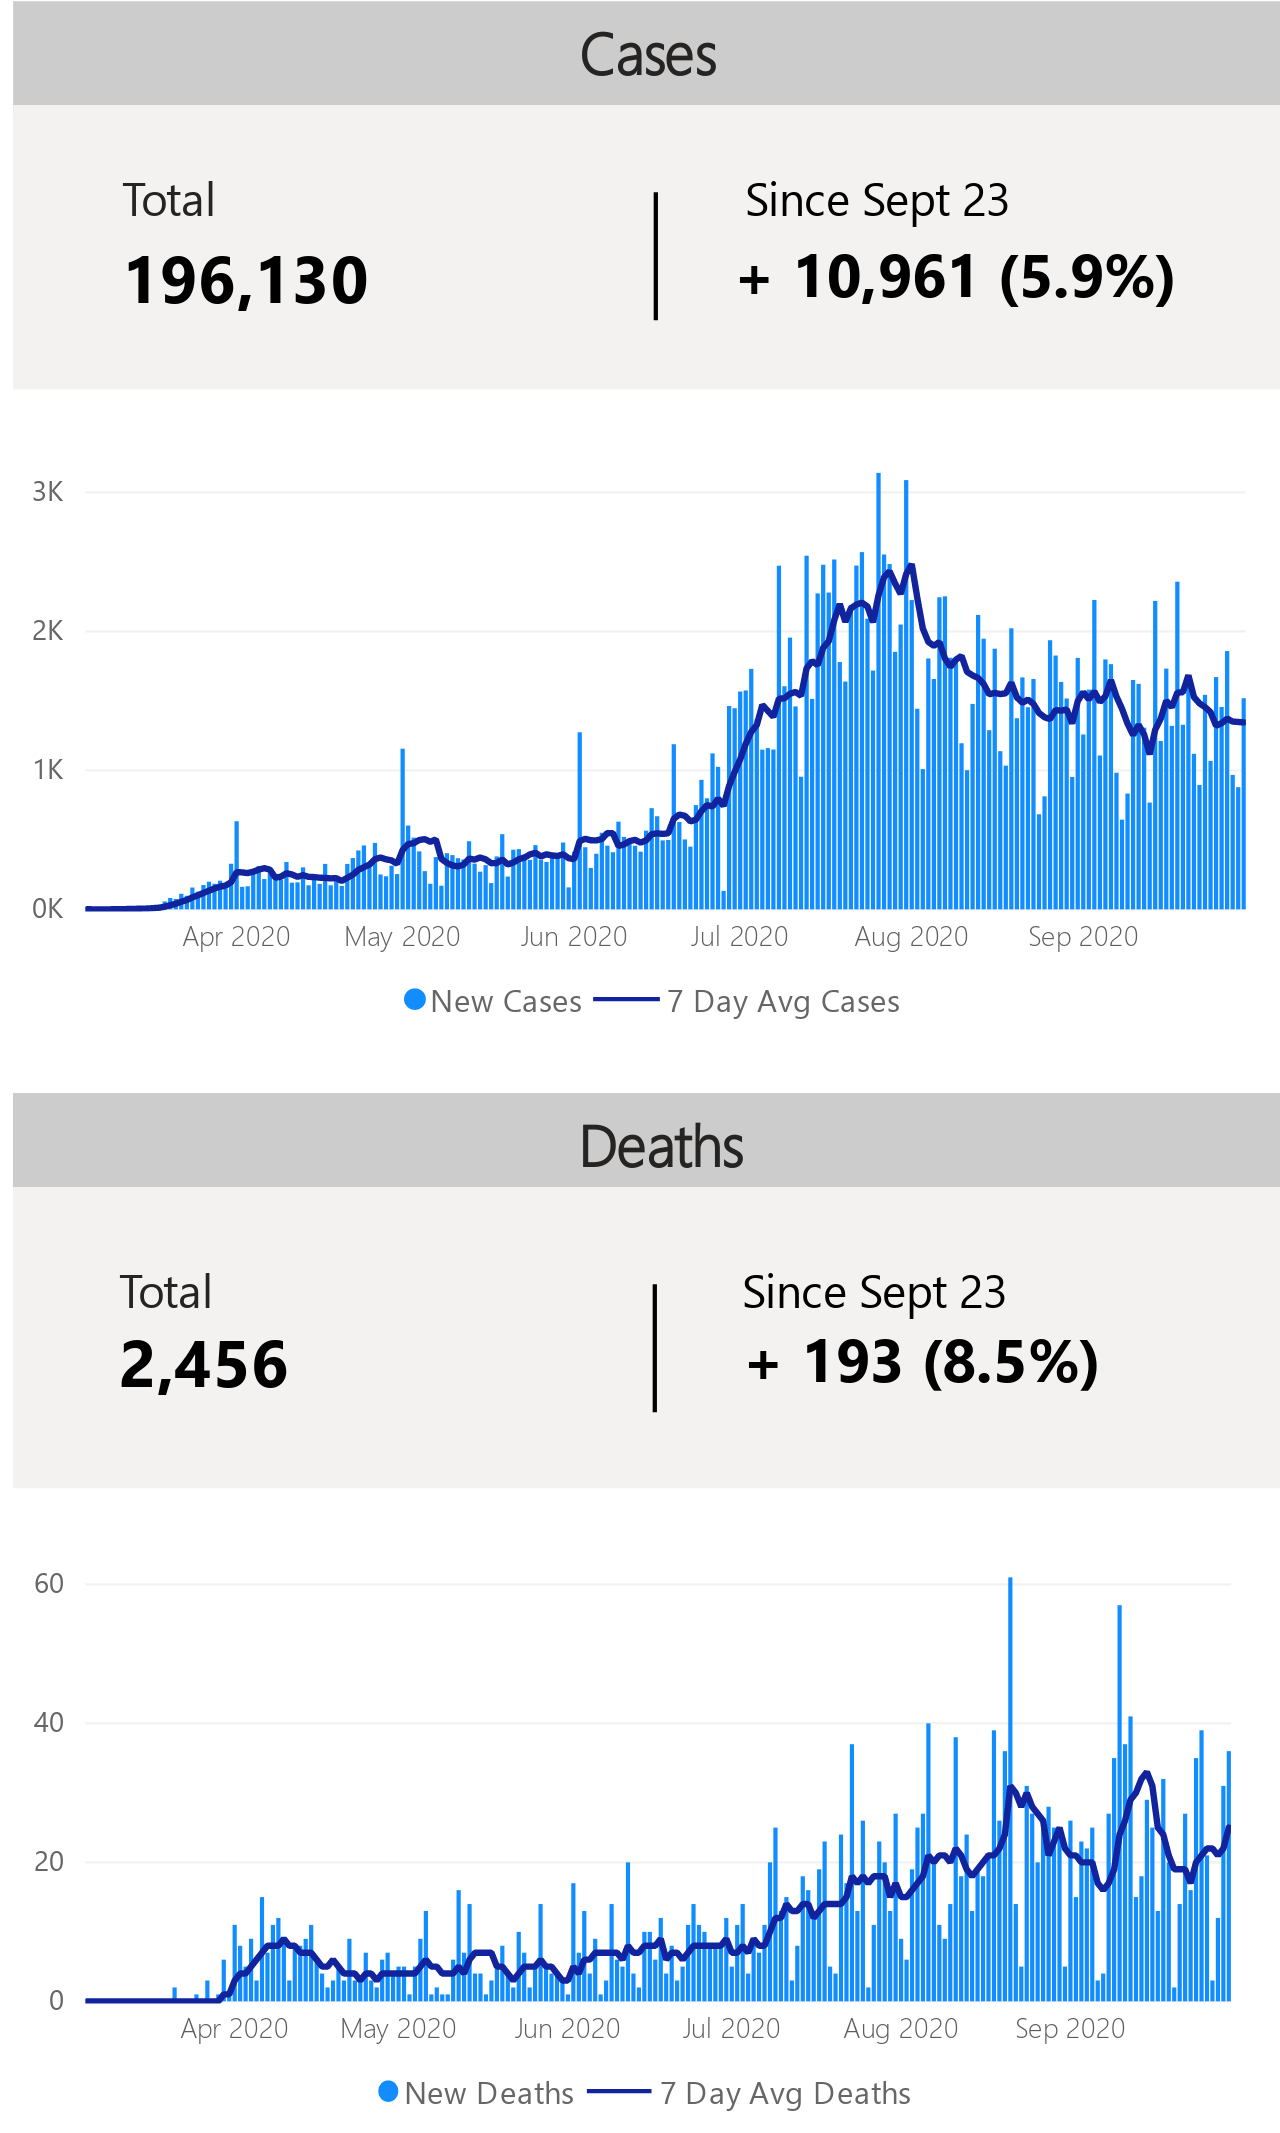 Cases
Total
Since Sept 23
196,130
+ 10,961 (5.9%)
3K
2K
1K
0K
Apr 2020 May 2020 Jun 2020 Jul 2020 Aug 2020 Sep 2020
New Cases 7 Day Avg Cases
Deaths
Total
Since Sept 23
2,456
+ 193 (8.5%)
60
40
20
0
Apr 2020 May 2020 Jun 2020 Jul 2020 Aug 2020 Sep 2020
New Deaths 7 Day Avg Deaths